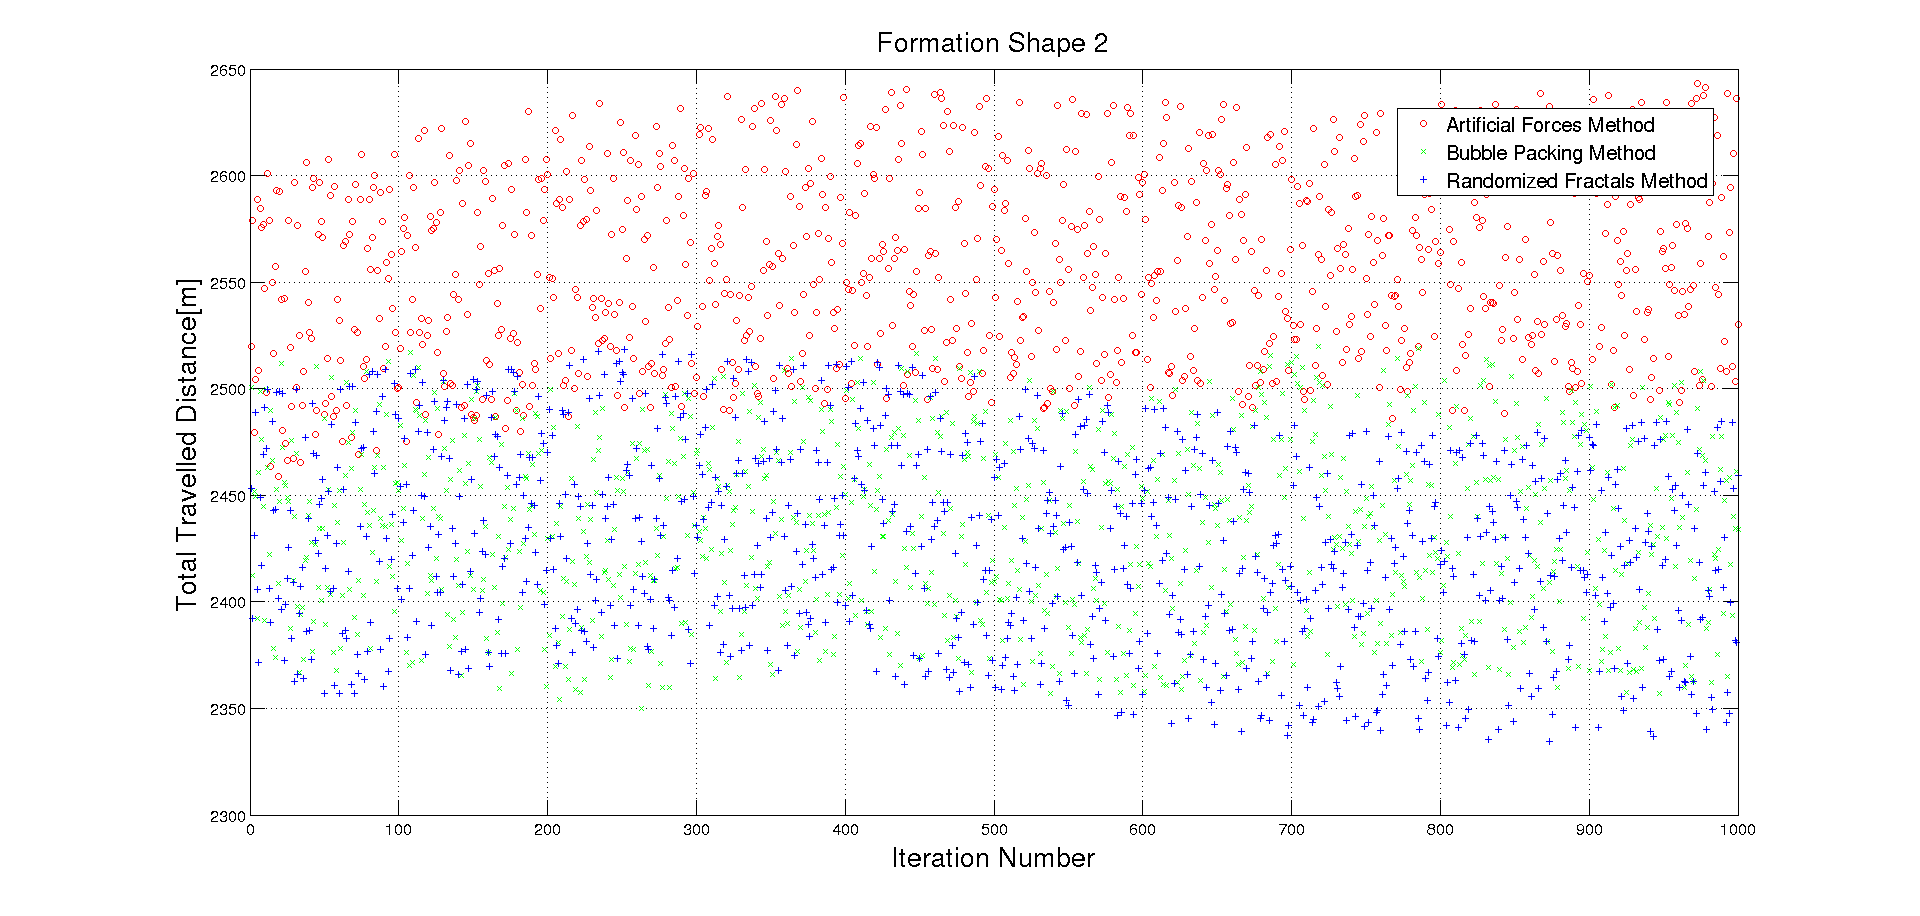 Formation Shape 2
Total Travelled Distance[m]
2650
2600
2550
2500
2450
2400
2350
2300
Artificial Forces Method
Bubble Packing Method
Randomized Fractals Method
0 100 200 300 400 500 600 700 800 900 1000
Iteration Number